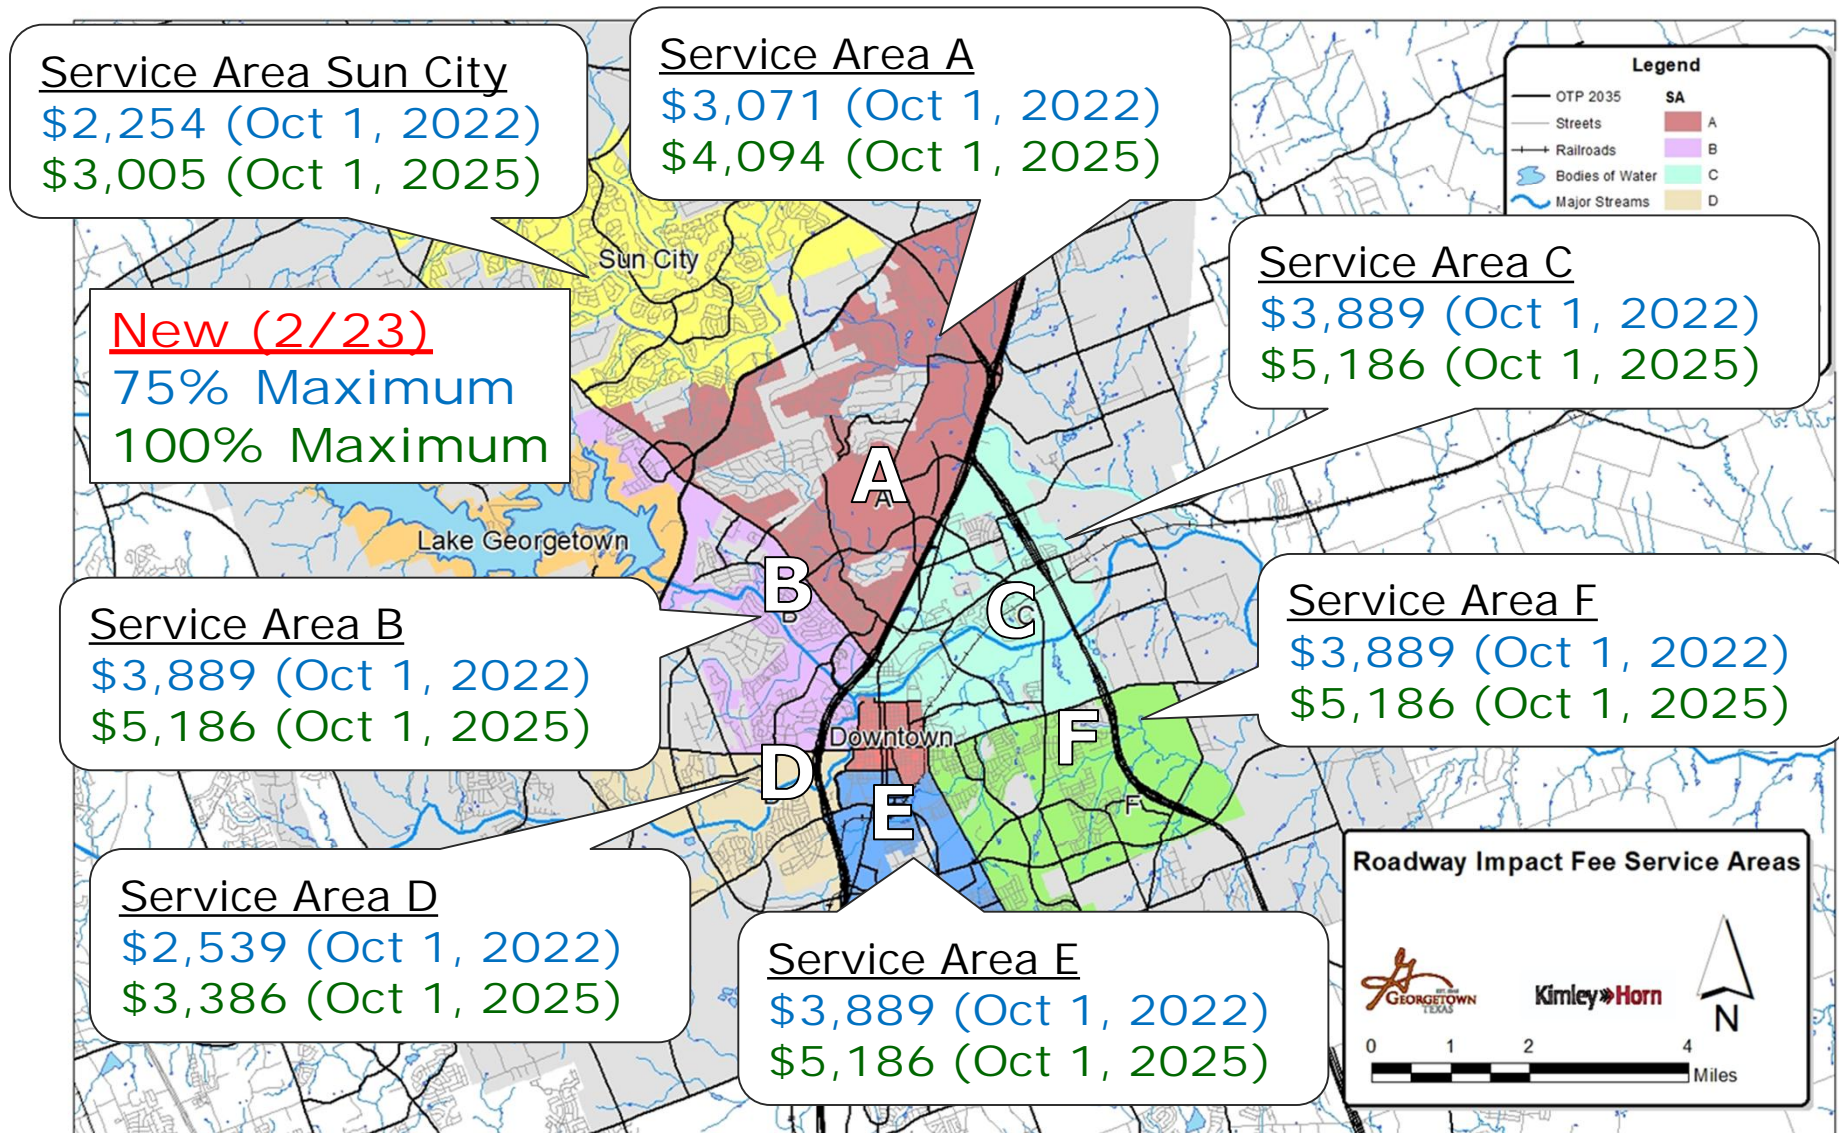 Service Area Sun City
$2,254 (Oct 1, 2022)
$3,005 (Oct 1, 2025)
Service Area A
$3,071 (Oct 1, 2022)
$4,094 (Oct 1, 2025)
Legend
OTP 2035
SA
Streets
A
Railroads
B
Bodies of Water
C
Major Streams
D
Service Area C
$3,889 (Oct 1, 2022)
$5,186 (Oct 1, 2025)
Sun City
New (2/23)
75% Maximum
100% Maximum
A
A
Lake Georgetown
B
B
C
C
Service Area B
$3,889 (Oct 1, 2022)
$5,186 (Oct 1, 2025)
Service Area F
$3,889 (Oct 1, 2022)
$5,186 (Oct 1, 2025)
Downtown
F
F
D
E
Service Area D
$2,539 (Oct 1, 2022)
$3,386 (Oct 1, 2025)
Service Area E
$3,889 (Oct 1, 2022)
$5,186 (Oct 1, 2025)
Roadway Impact Fee Service Areas
GEORGETOWN
TEXAS
Kimley»Horn
N
0 1 2 4
Miles